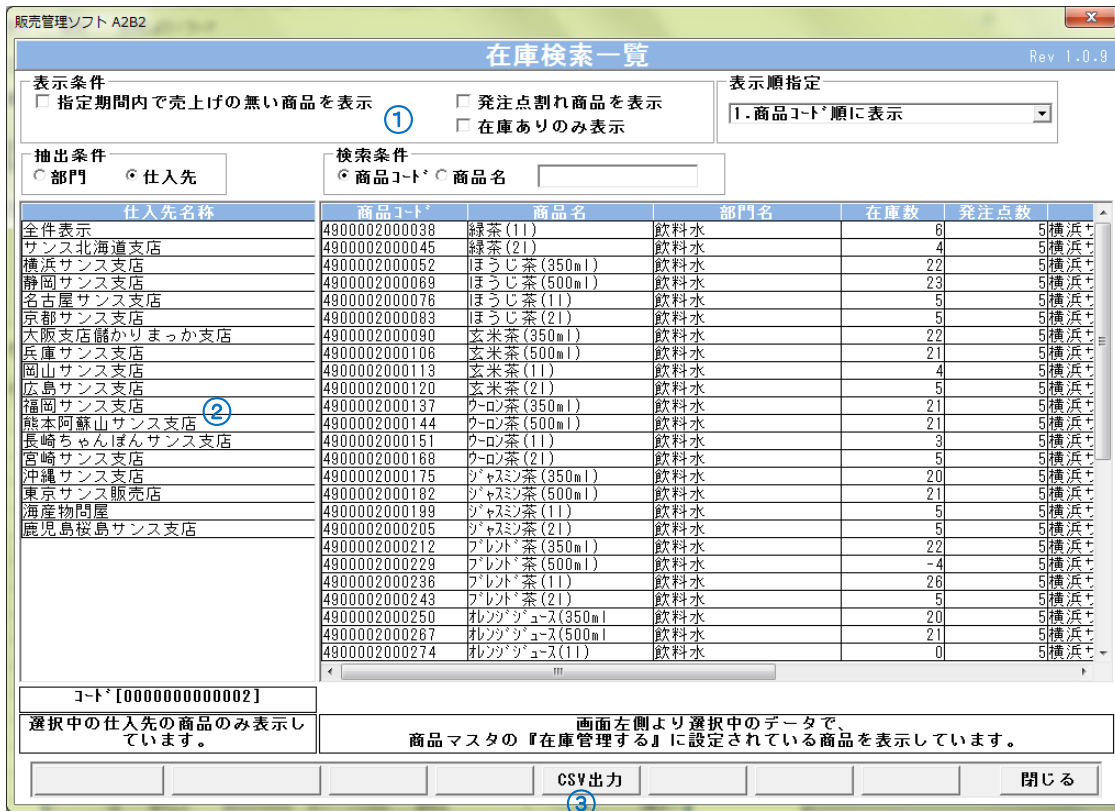 販売管理ソフト A2B2
在庫検索一覧 Rev 1.0.9
表示条件 表示順指定
指定期間内で売上げの無い商品を表示 発注点割れ商品を表示 1.商品ｺｰﾄﾞ順に表示
① 在庫ありのみ表示
抽出条件 検索条件
部門 仕入先 商品ｺｰﾄﾞ 商品名
仕入先名称 商品ｺｰﾄﾞ 商品名 部門名 在庫数 発注点数
全件表示 4900002000038 緑茶(1l) 飲料水 6 5 横浜サ
サンス北海道支店 4900002000045 緑茶(2l) 飲料水 4 5 横浜サ
横浜サンス支店 4900002000052 ほうじ茶(350ml) 飲料水 22 5 横浜サ
静岡サンス支店 4900002000069 ほうじ茶(500ml) 飲料水 23 5 横浜サ
名古屋サンス支店 4900002000076 ほうじ茶(1l) 飲料水 5 5 横浜サ
京都サンス支店 4900002000083 ほうじ茶(2l) 飲料水 5 5 横浜サ
大阪支店儲かりまっか支店 4900002000090 玄米茶(350ml) 飲料水 22 5 横浜サ
兵庫サンス支店 4900002000106 玄米茶(500ml) 飲料水 21 5 横浜サ
岡山サンス支店 4900002000113 玄米茶(1l) 飲料水 4 5 横浜サ
広島サンス支店 4900002000120 玄米茶(2l) 飲料水 5 5 横浜サ
福岡サンス支店 ② 4900002000137 ｳｰﾛﾝ茶(350ml) 飲料水 21 5 横浜サ
熊本阿蘇山サンス支店 4900002000144 ｳｰﾛﾝ茶(500ml) 飲料水 21 5 横浜サ
長崎ちゃんぽんサンス支店 4900002000151 ｳｰﾛﾝ茶(1l) 飲料水 3 5 横浜サ
宮崎サンス支店 4900002000168 ｳｰﾛﾝ茶(2l) 飲料水 5 5 横浜サ
沖縄サンス支店 4900002000175 ｼﾞｬｽﾐﾝ茶(350ml) 飲料水 20 5 横浜サ
東京サンス販売店 4900002000182 ｼﾞｬｽﾐﾝ茶(500ml) 飲料水 21 5 横浜サ
海産物問屋 4900002000199 ｼﾞｬｽﾐﾝ茶(1l) 飲料水 5 5 横浜サ
鹿児島桜島サンス支店 4900002000205 ｼﾞｬｽﾐﾝ茶(2l) 飲料水 5 5 横浜サ
4900002000212 ﾌﾞﾚﾝﾄﾞ茶(350ml) 飲料水 22 5 横浜サ
4900002000229 ﾌﾞﾚﾝﾄﾞ茶(500ml) 飲料水 -4 5 横浜サ
4900002000236 ﾌﾞﾚﾝﾄﾞ茶(1l) 飲料水 26 5 横浜サ
4900002000243 ﾌﾞﾚﾝﾄﾞ茶(2l) 飲料水 5 5 横浜サ
4900002000250 ｵﾚﾝｼﾞｼﾞｭｰｽ(350ml 飲料水 20 5 横浜サ
4900002000267 ｵﾚﾝｼﾞｼﾞｭｰｽ(500ml 飲料水 21 5 横浜サ
4900002000274 ｵﾚﾝｼﾞｼﾞｭｰｽ(1l) 飲料水 0 5 横浜サ
ｺｰﾄﾞ[0000000000002]
選択中の仕入先の商品のみ表示し
ています。
画面左側より選択中のデータで、
商品マスタの『在庫管理する』に設定されている商品を表示しています。
CSV出力 閉じる
③